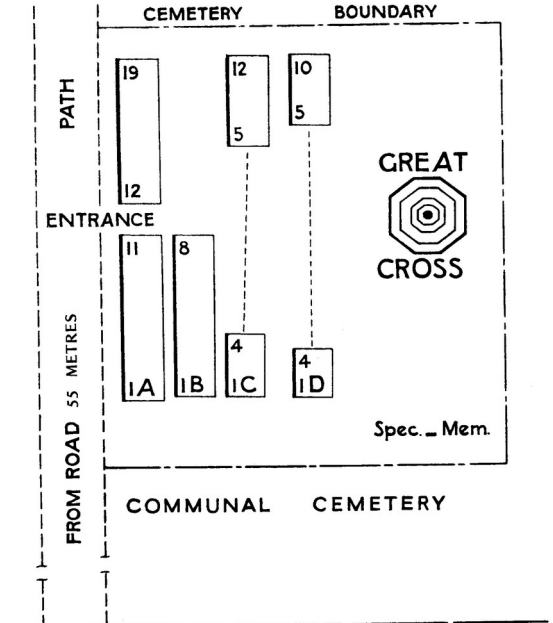 CEMETERY BOUNDARY
PATH
19
12
10
5
5
12
GREAT
CROSS
ENTRANCE
11
8
4
4
1A
1B
1C
1D
Spec. _ Mem.
FROM ROAD 55 METRES
COMMUNAL CEMETERY